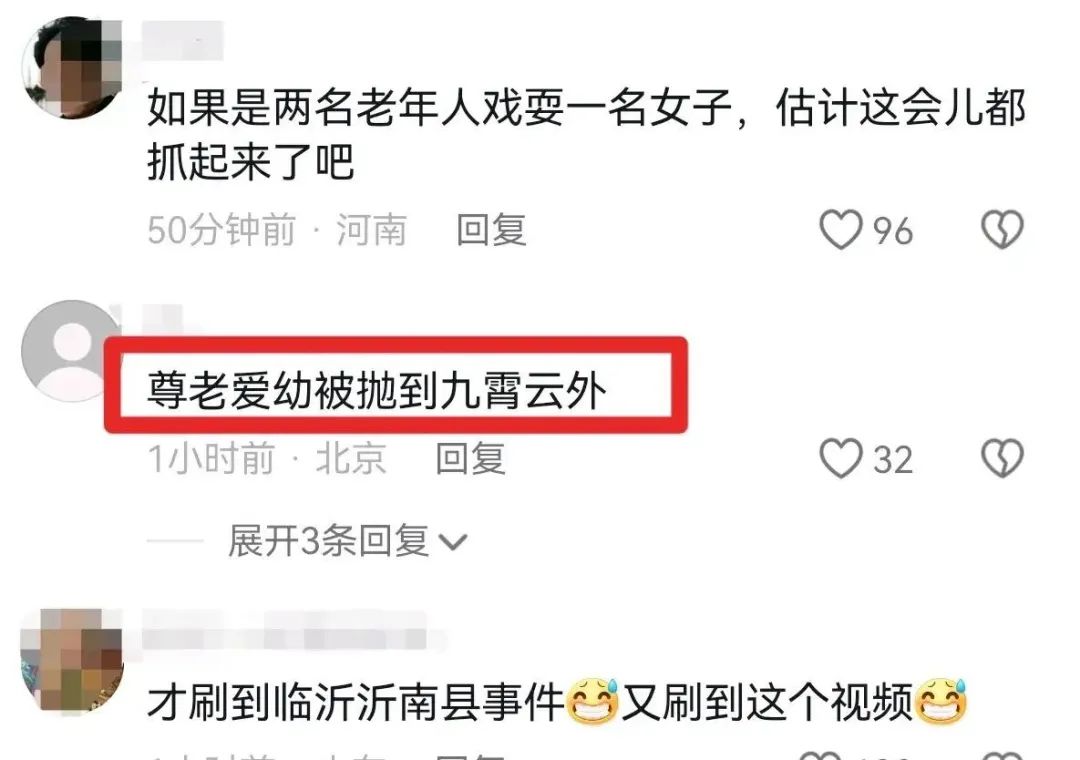 如果是两名老年人戏耍一名女子，估计这会儿都
抓起来了吧
50分钟前 · 河南 回复 96
尊老爱幼被抛到九霄云外
1小时前 · 北京 回复 32
展开3条回复
才刷到临沂沂南县事件😅又刷到这个视频😅